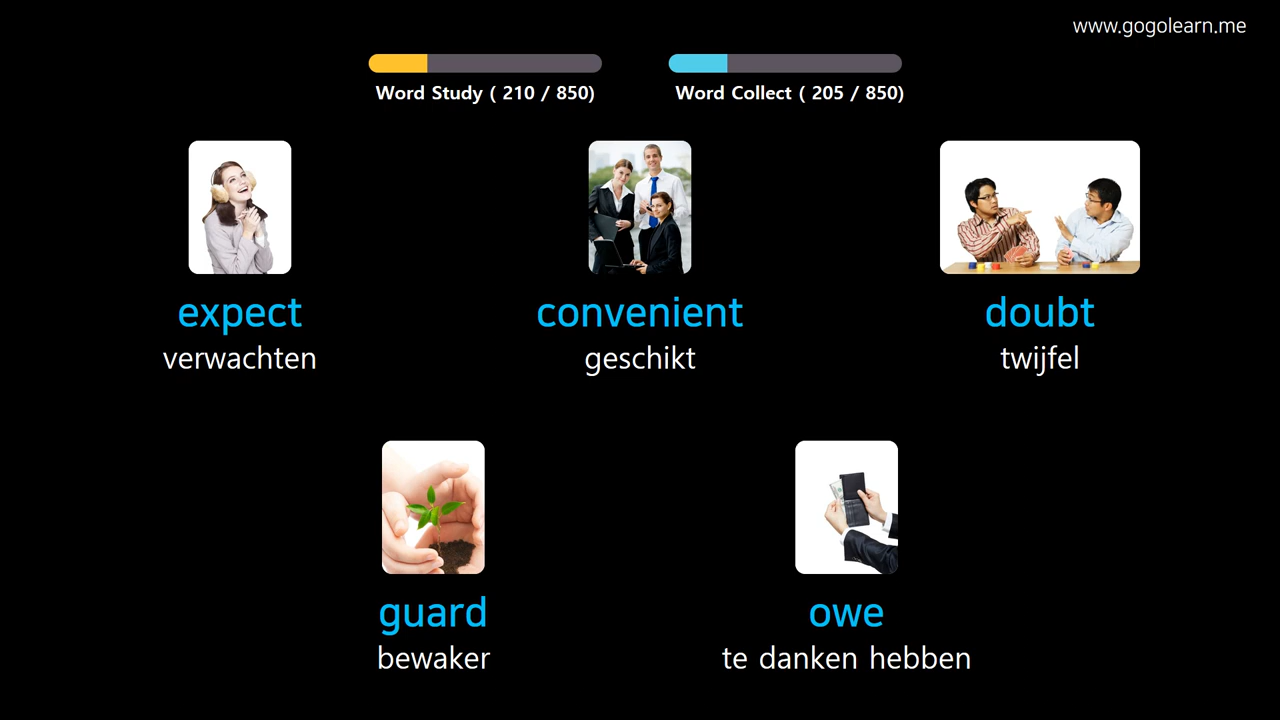 www.gogolearn.me
Word Study ( 210 / 850)
Word Collect ( 205 / 850)
expect
verwachten
convenient
geschikt
doubt
twijfel
guard
bewaker
owe
te danken hebben